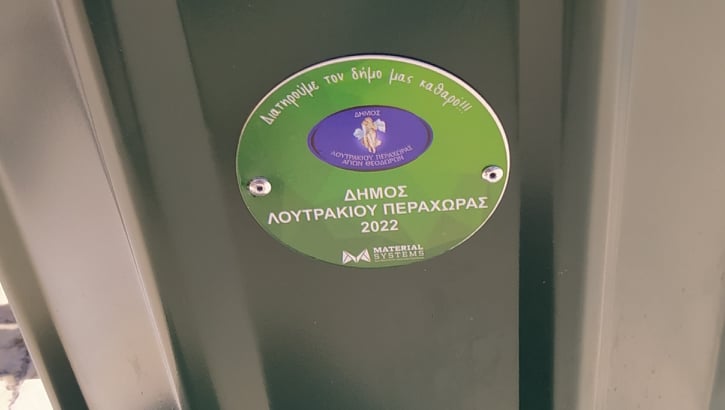 Διατηρούμε τον δήμο μας καθαρό!!!
ΔΗΜΟΣ
ΛΟΥΤΡΑΚΙΟΥ ΠΕΡΑΧΩΡΑΣ
ΑΓΙΩΝ ΘΕΟΔΩΡΩΝ
ΔΗΜΟΣ
ΛΟΥΤΡΑΚΙΟΥ ΠΕΡΑΧΩΡΑΣ
2022
MATERIAL
SYSTEMS